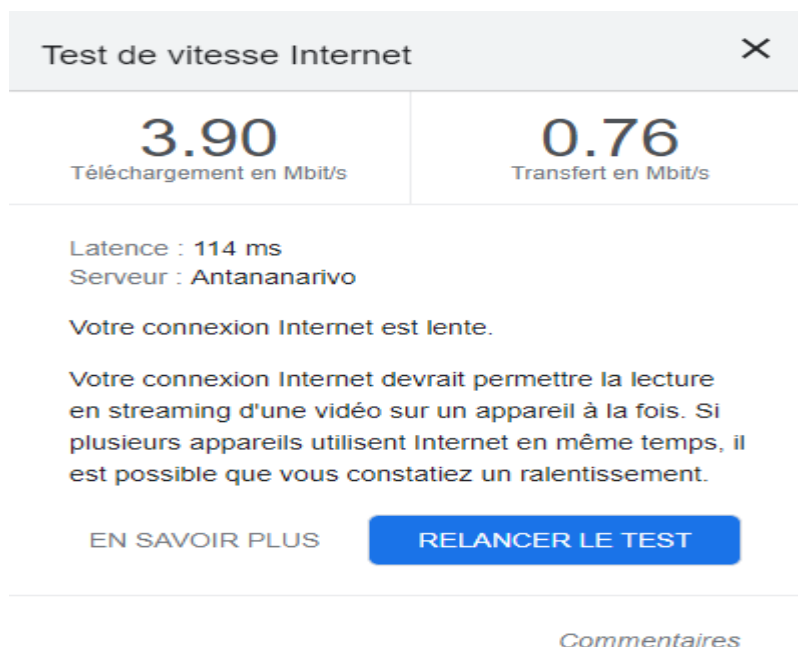 Test de vitesse Internet
3.90
Téléchargement en Mbit/s
0.76
Transfert en Mbit/s
Latence : 114 ms
Serveur : Antananarivo
Votre connexion Internet est lente.
Votre connexion Internet devrait permettre la lecture
en streaming d'une vidéo sur un appareil à la fois. Si
plusieurs appareils utilisent Internet en même temps, il
est possible que vous constatiez un ralentissement.
EN SAVOIR PLUS
RELANCER LE TEST
Commentaires